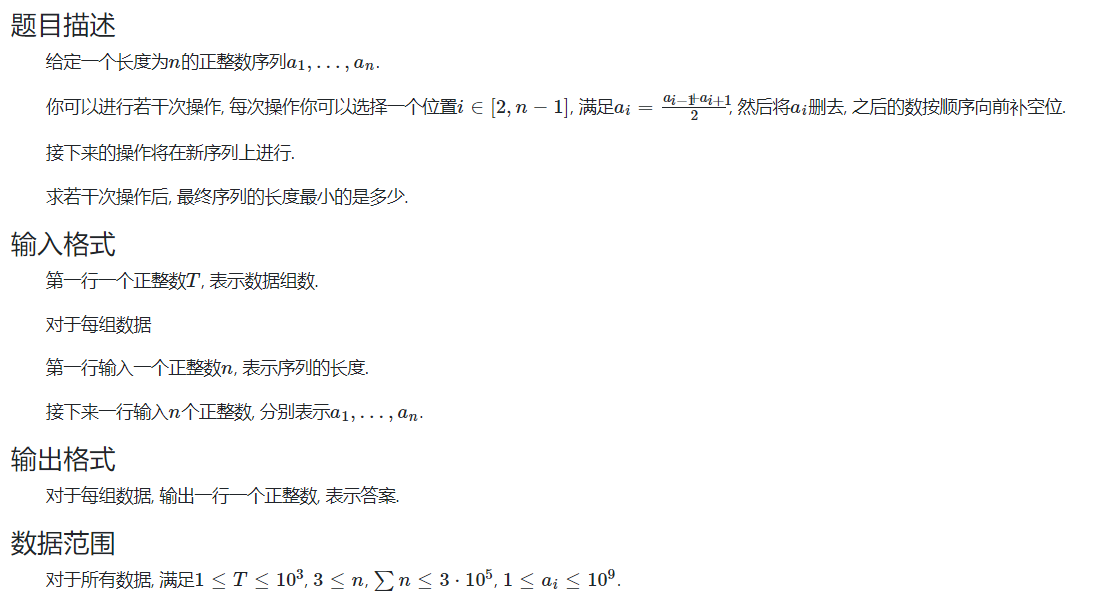 题目描述
给定一个长度为$n$的正整数序列$a_1, \ldots, a_n$.
你可以进行若干次操作, 每次操作你可以选择一个位置$i \in [2, n-1]$, 满足$a_i = \frac{a_{i-1}+a_{i+1}}{2}$, 然后将$a_i$删去, 之后的数按顺序向前补空位.
接下来的操作将在新序列上进行.
求若干次操作后, 最终序列的长度最小的是多少.
输入格式
第一行一个正整数$T$, 表示数据组数.
对于每组数据
第一行输入一个正整数$n$, 表示序列的长度.
接下来一行输入$n$个正整数, 分别表示$a_1, \ldots, a_n$.
输出格式
对于每组数据, 输出一行一个正整数, 表示答案.
数据范围
对于所有数据, 满足$1 \leq T \leq 10^3$, $3 \leq n$, $\sum n \leq 3 \cdot 10^5$, $1 \leq a_i \leq 10^9$.